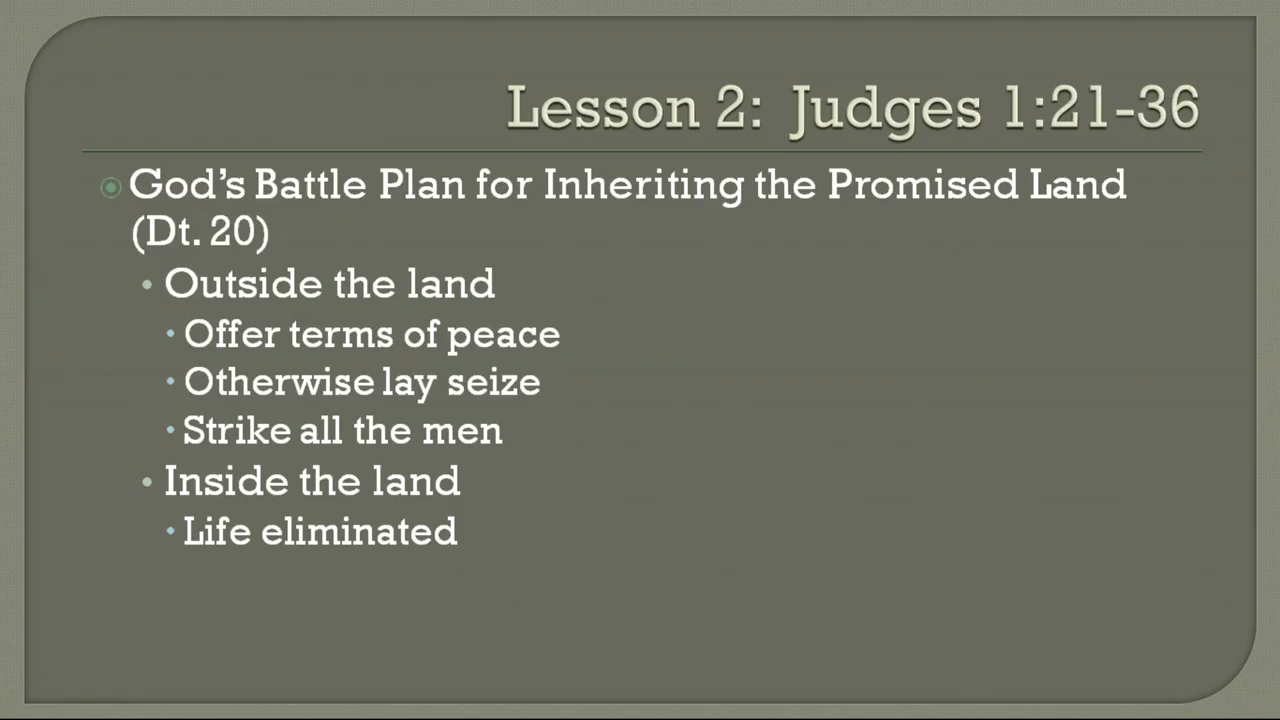 Lesson 2: Judges 1:21-36
God's Battle Plan for Inheriting the Promised Land
(Dt. 20)
Outside the land
Offer terms of peace
Otherwise lay seize
Strike all the men
Inside the land
Life eliminated